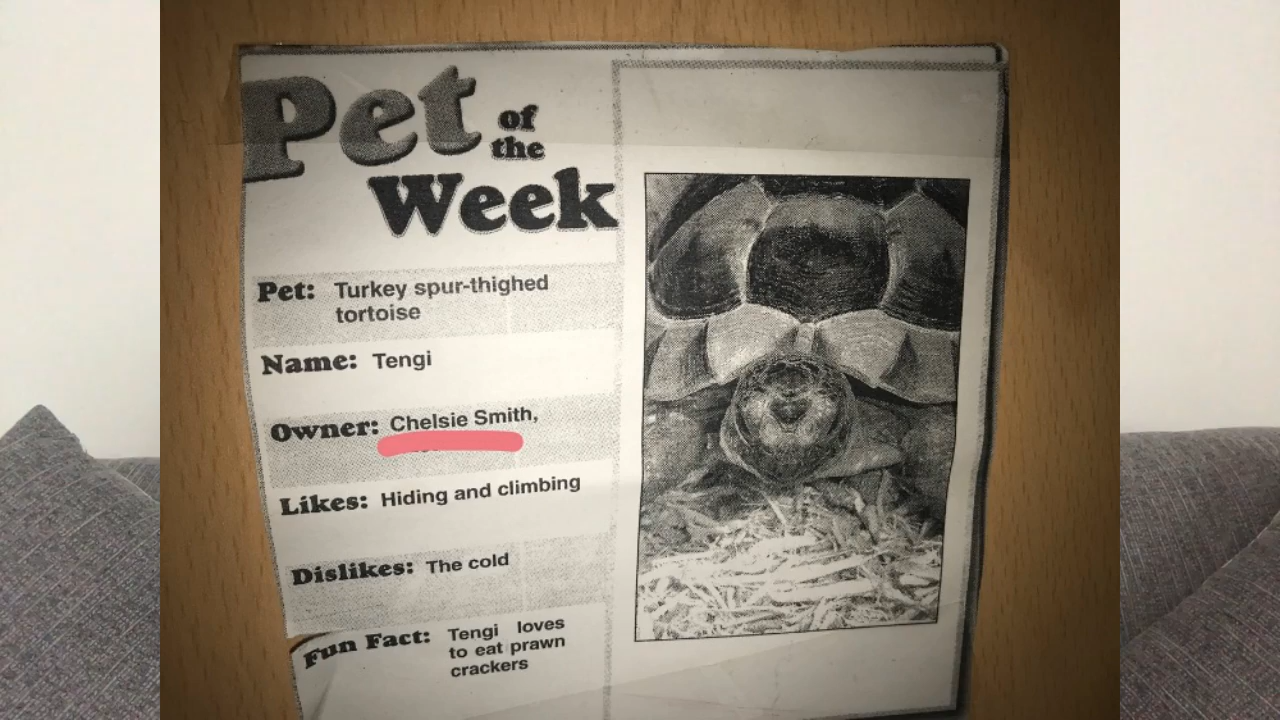 Pet of
the
Week
Pet: Turkey spur-thighed
tortoise
Name: Tengi
Owner: Chelsie Smith,
Likes: Hiding and climbing
Dislikes: The cold
Fun Fact: Tengi loves
to eat prawn
crackers